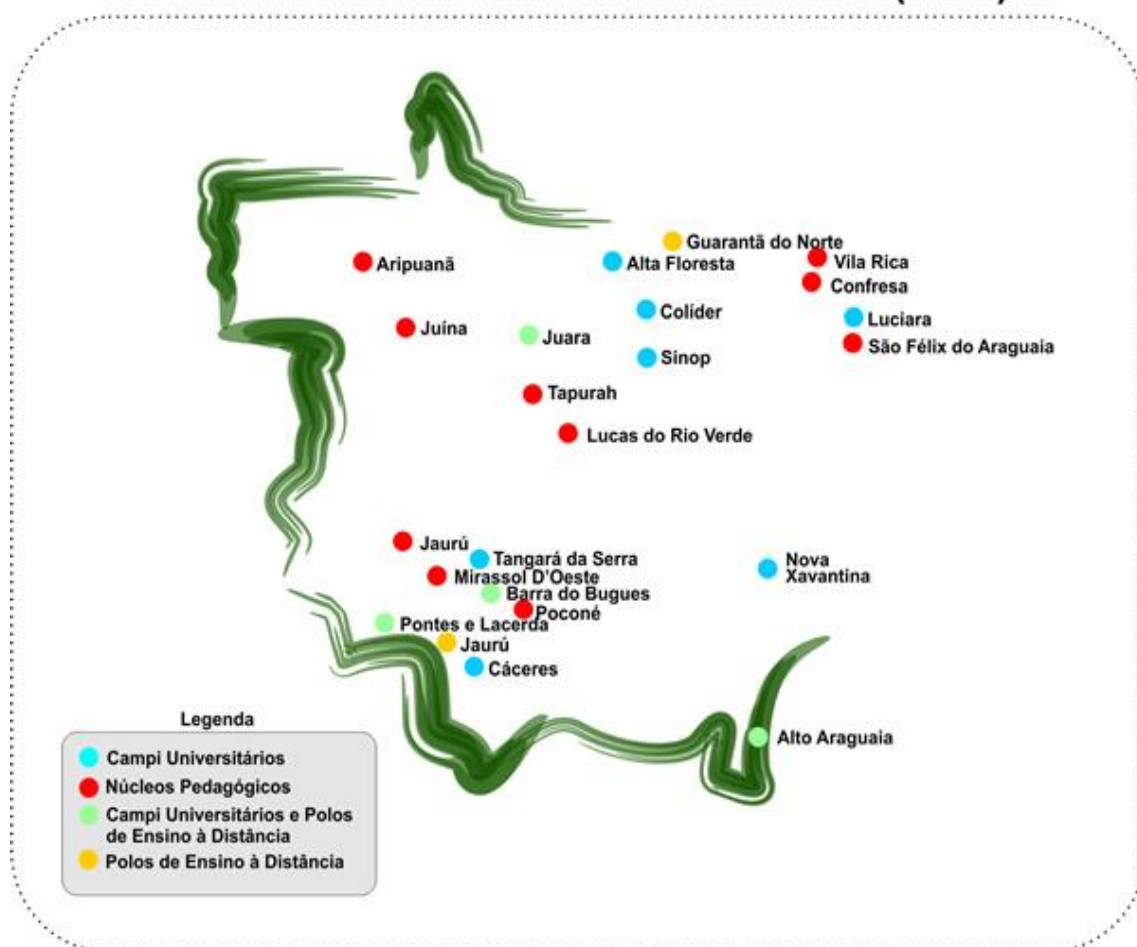 Guarantã do Norte
Aripuanã
Alta Floresta
Vila Rica
Confresa
Colíder
Luciara
Juína
Juara
São Félix do Araguaia
Sinop
Tapurah
Lucas do Rio Verde
Jaurú
Tangará da Serra
Nova
Xavantina
Mirassol D'Oeste
Barra do Bugues
Poconé
Pontes e Lacerda
Jaurú
Cáceres
Alto Araguaia
Legenda
Campi Universitários
Núcleos Pedagógicos
Campi Universitários e Polos
de Ensino à Distância
Polos de Ensino à Distância